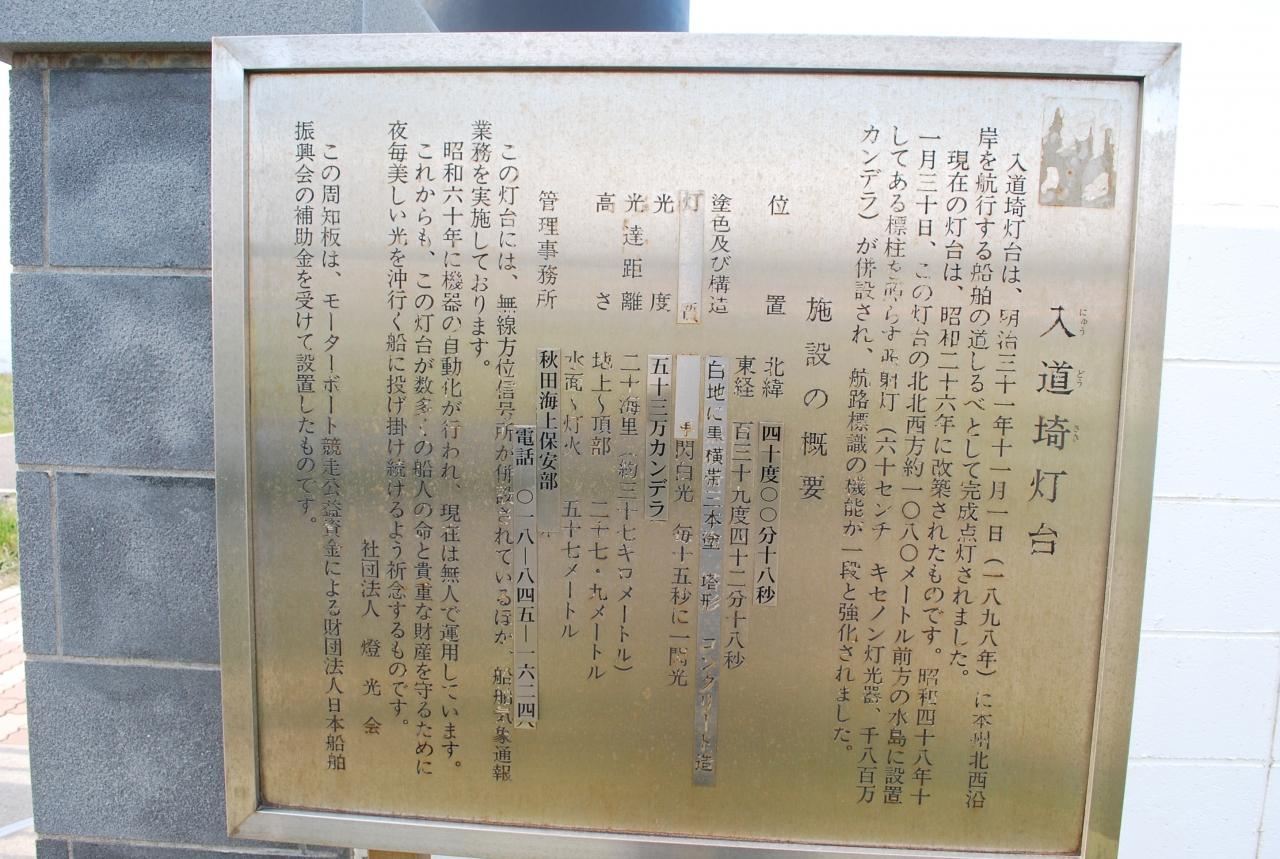 入道埼灯台
にゅう どう さき
入道埼灯台は、明治三十一年十一月一日（一八九八年）に本州北西沿
岸を航行する船舶の道しるべとして完成点灯されました。
現在の灯台は、昭和二十六年に改築されたものです。昭和四十八年十
一月三十日、この灯台の北北西方約一〇八〇メートル前方の水島に設置
してある標柱を照らす照射灯（六十センチ キセノン灯光器、千八百万
カンデラ）が併設され、航路標識の機能が一段と強化されました。
施設の概要
位置 北緯 四十度〇〇分十八秒
東経 百三十九度四十二分十八秒
塗色及び構造 白地に黒横帯三本塗 塔形 コンクリート造
灯質 閃白光 毎十五秒に一閃光
光度 五十三万カンデラ
光達距離 二十海里（約三十七キロメートル）
高さ 地上〜頂部 二十七・九メートル
水面〜灯火 五十七メートル
管理事務所 秋田海上保安部
電話 〇一八―八四五―一六二四
この灯台には、無線方位信号所が併設されているほか、船舶気象通報
業務を実施しております。
昭和六十年に機器の自動化が行われ、現在は無人で運用しています。
これからも、この灯台が数多くの船人の命と貴重な財産を守るために
夜毎美しい光を沖行く船に投げ掛け続けるよう祈念するものです。
社団法人 燈光会
この周知板は、モーターボート競走公益資金による財団法人日本船舶
振興会の補助金を受けて設置したものです。